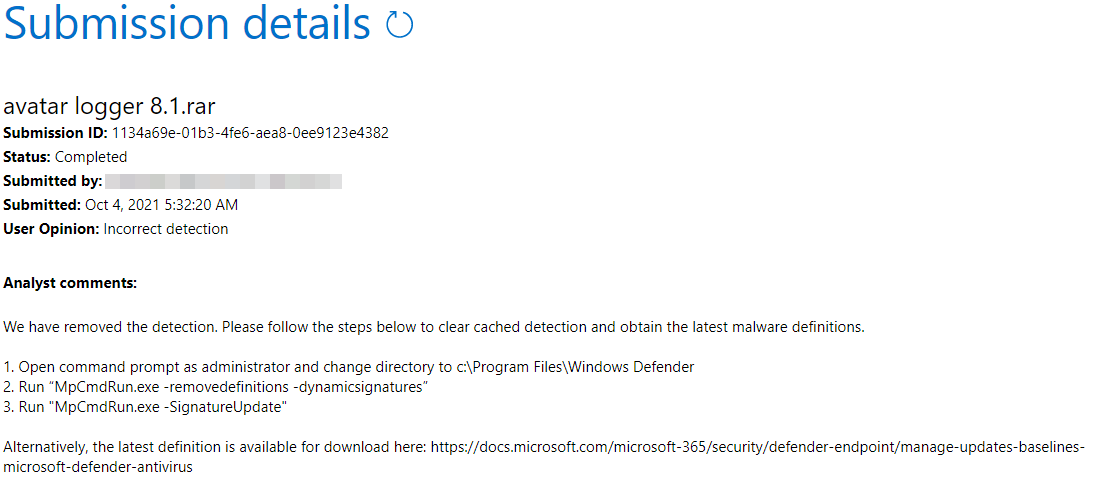 Submission details
avatar logger 8.1.rar
Submission ID: 1134a69e-01b3-4fe6-aea8-0ee9123e4382
Status: Completed
Submitted by:
Submitted: Oct 4, 2021 5:32:20 AM
User Opinion: Incorrect detection
Analyst comments:
We have removed the detection. Please follow the steps below to clear cached detection and obtain the latest malware definitions.
1. Open command prompt as administrator and change directory to c:\Program Files\Windows Defender
2. Run “MpCmdRun.exe -removedefinitions -dynamicsignatures”
3. Run "MpCmdRun.exe -SignatureUpdate"
Alternatively, the latest definition is available for download here: https://docs.microsoft.com/microsoft-365/security/defender-endpoint/manage-updates-baselines-
microsoft-defender-antivirus